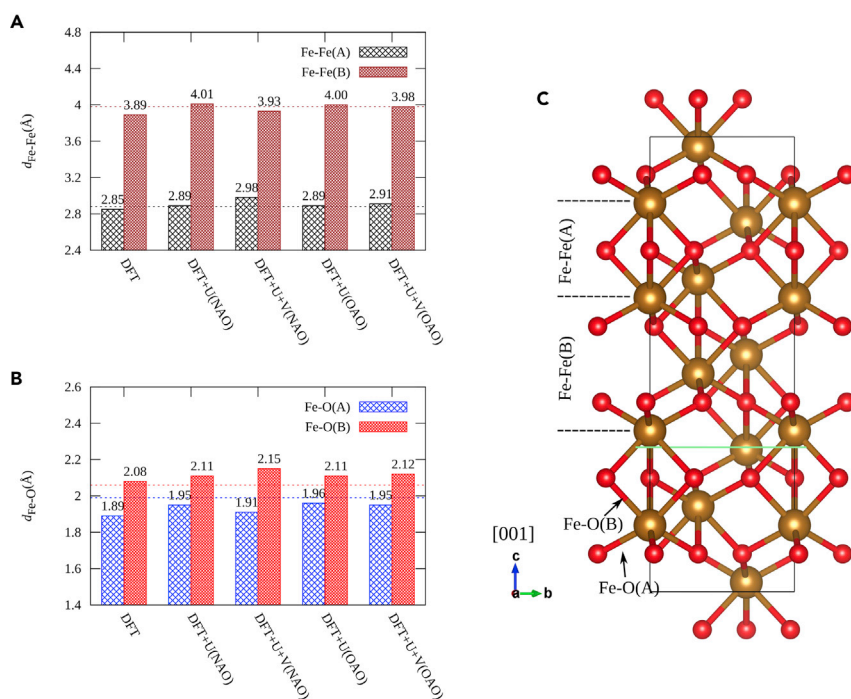 A
4.8
4.4
4
3.6
3.2
2.8
2.4
d Fe-Fe(Å)
Fe-Fe(A)
Fe-Fe(B)
2.85
3.89
2.89
4.01
2.98
3.93
2.89
4.00
2.91
3.98
DFT
DFT+U(NAO)
DFT+U+V(NAO)
DFT+U(OAO)
DFT+U+V(OAO)
B
2.6
2.4
2.2
2
1.8
1.6
1.4
d Fe-O(Å)
Fe-O(A)
Fe-O(B)
1.89
2.08
1.95
2.11
1.91
2.15
1.96
2.11
1.95
2.12
DFT
DFT+U(NAO)
DFT+U+V(NAO)
DFT+U(OAO)
DFT+U+V(OAO)
C
Fe-Fe(A)
Fe-Fe(B)
Fe-O(B)
Fe-O(A)
[001]
c
a
b